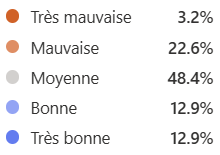 Très mauvaise 3.2%
Mauvaise 22.6%
Moyenne 48.4%
Bonne 12.9%
Très bonne 12.9%